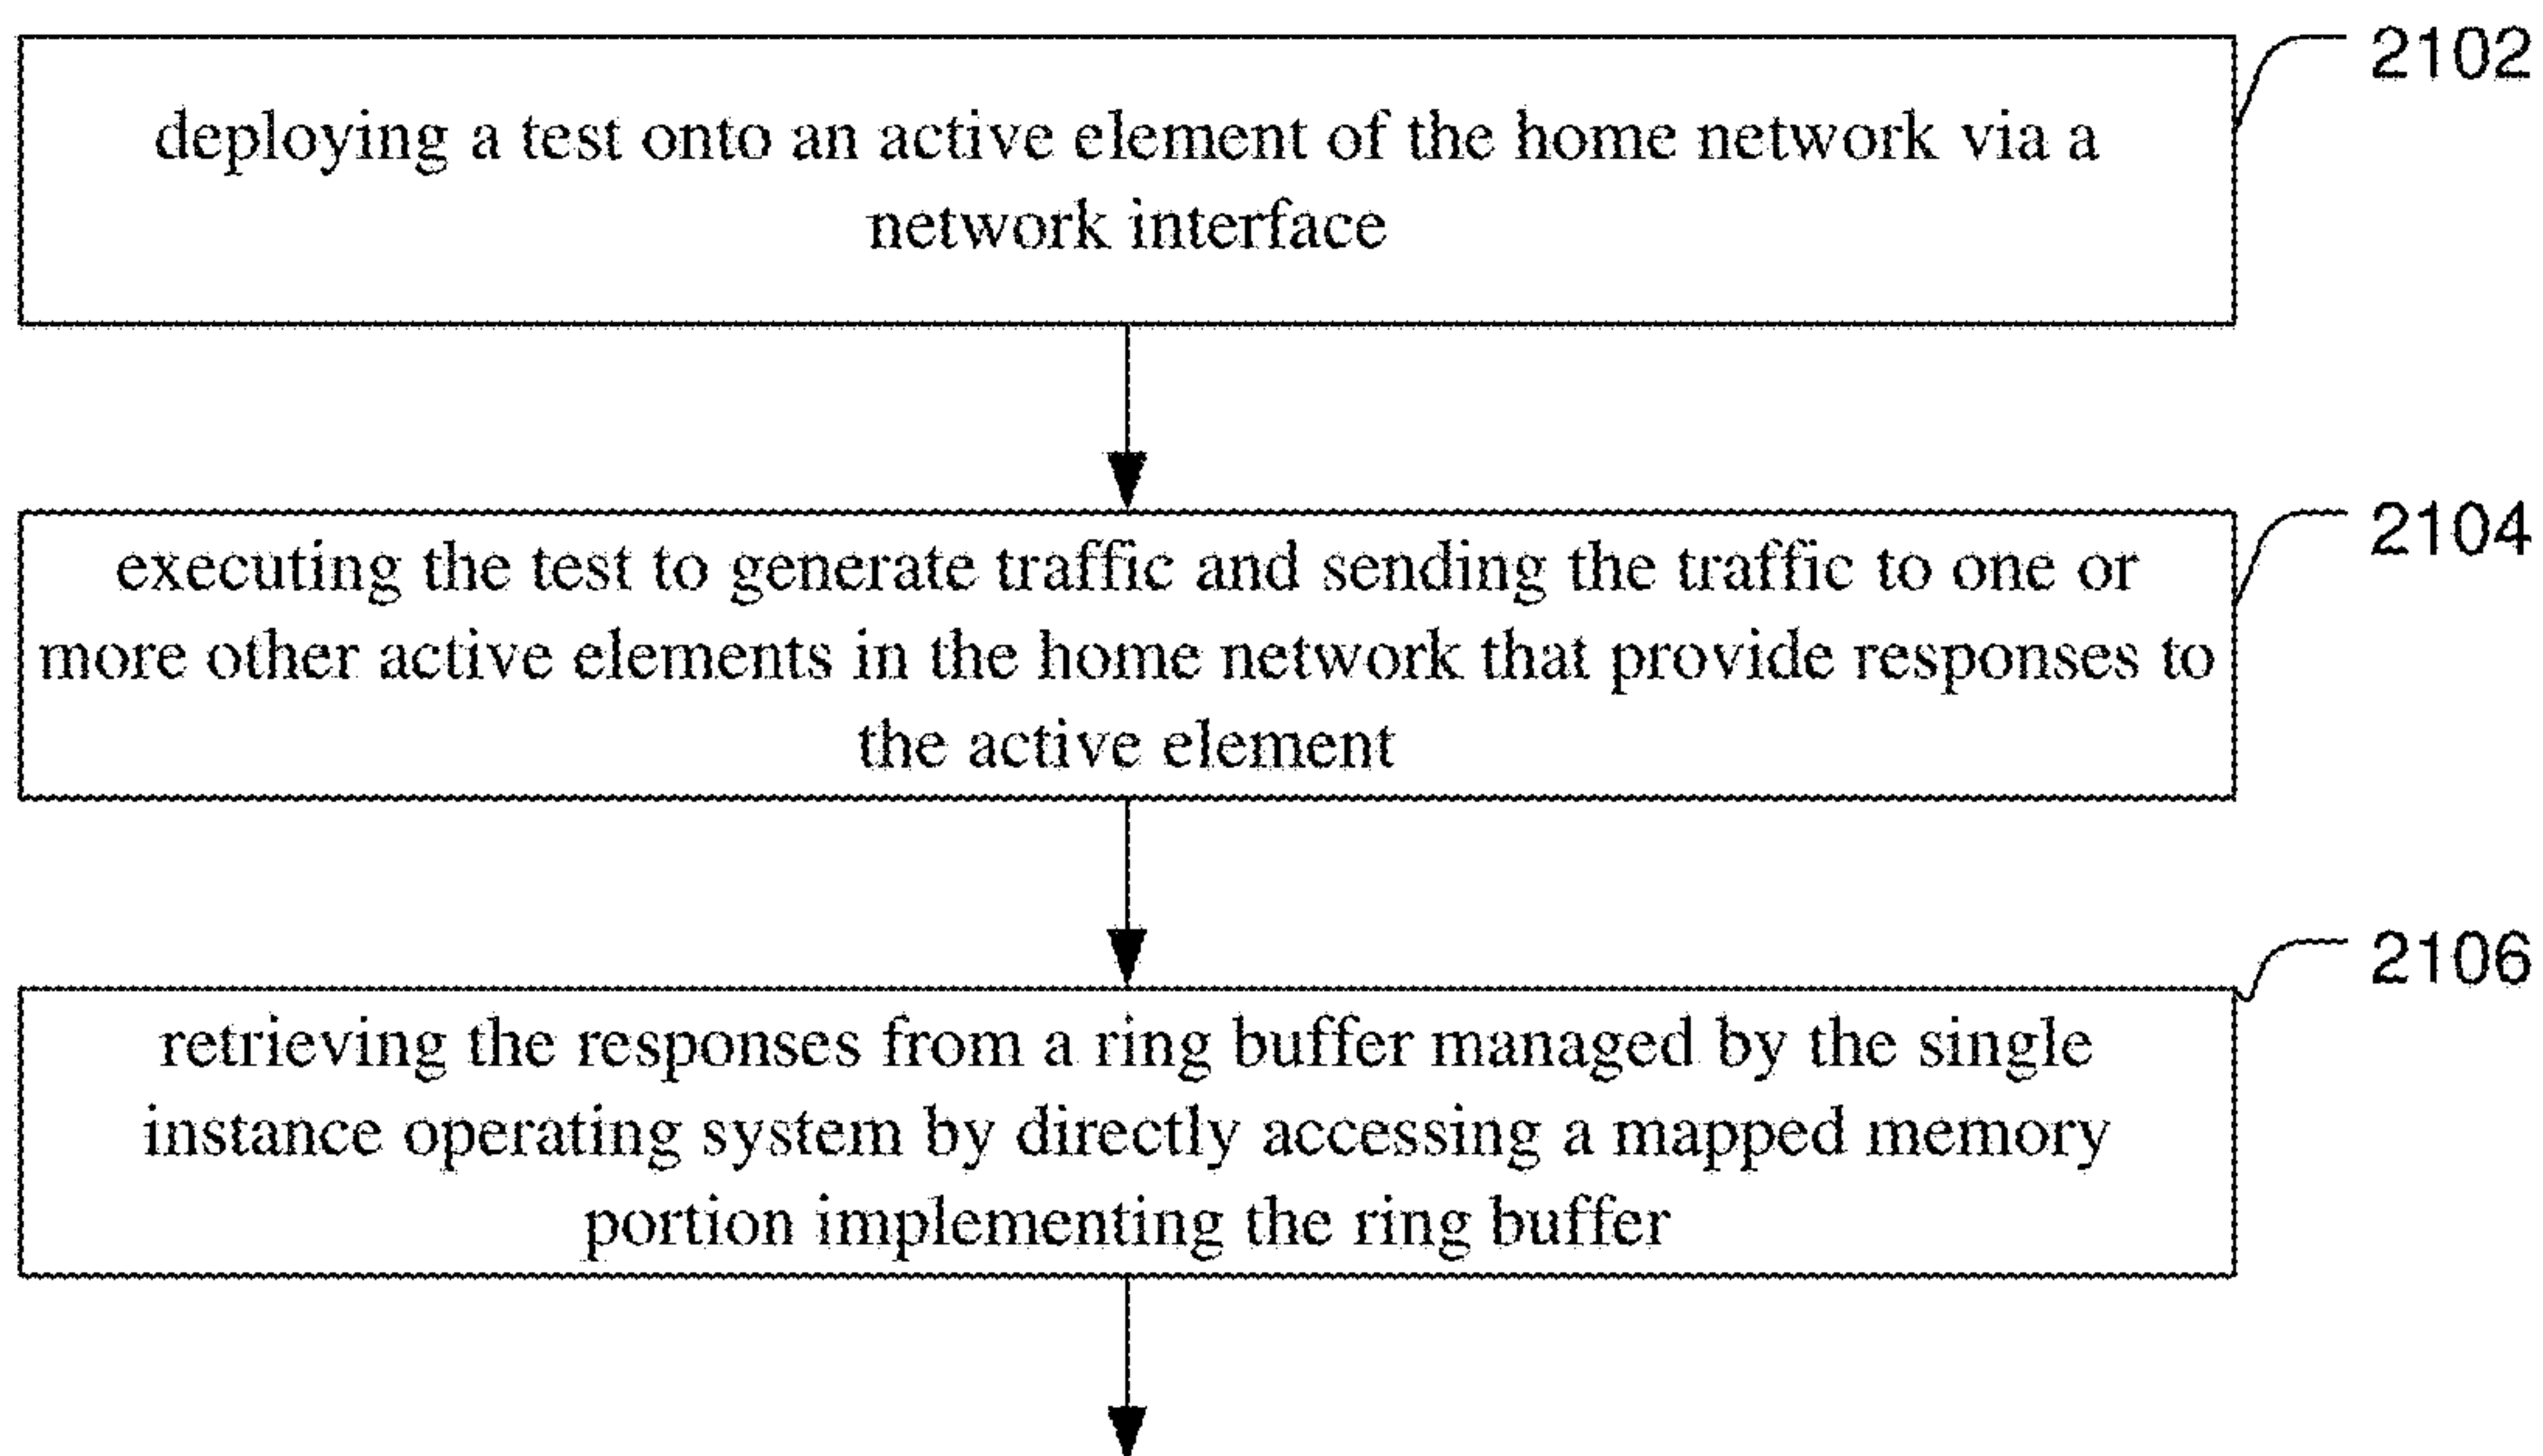 2102
deploying a test onto an active element of the home network via a
network interface
2104
executing the test to generate traffic and sending the traffic to one or
more other active elements in the home network that provide responses to
the active element
2106
retrieving the responses from a ring buffer managed by the single
instance operating system by directly accessing a mapped memory
portion implementing the ring buffer